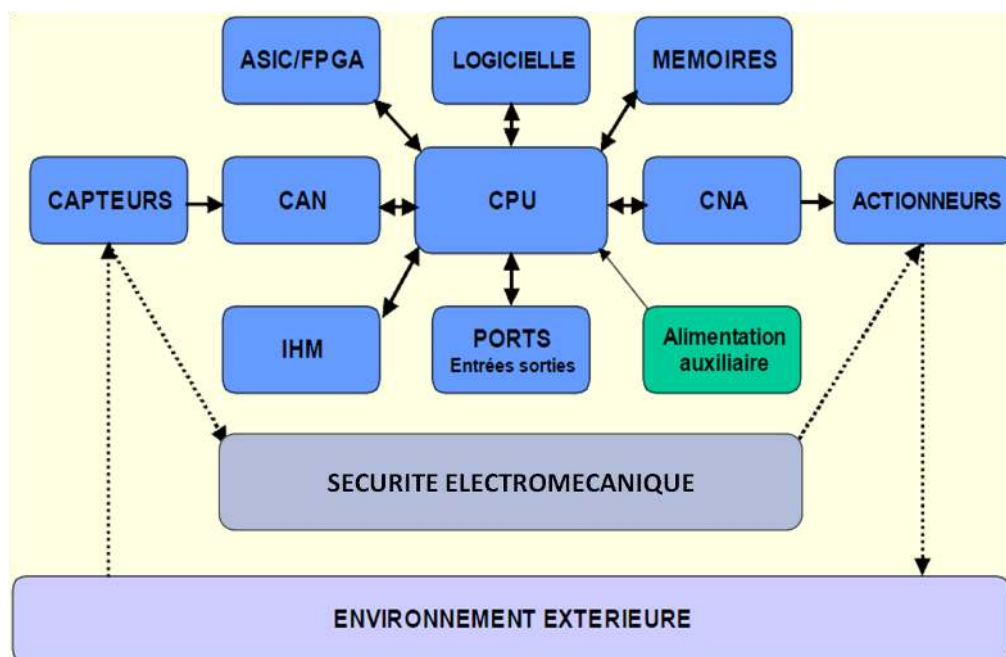 ASIC/FPGA
LOGICIELLE
MEMOIRES
CAPTEURS
CAN
CPU
CNA
ACTIONNEURS
IHM
PORTS
Entrées sorties
Alimentation
auxiliaire
SECURITE ELECTROMECANIQUE
ENVIRONNEMENT EXTERIEURE